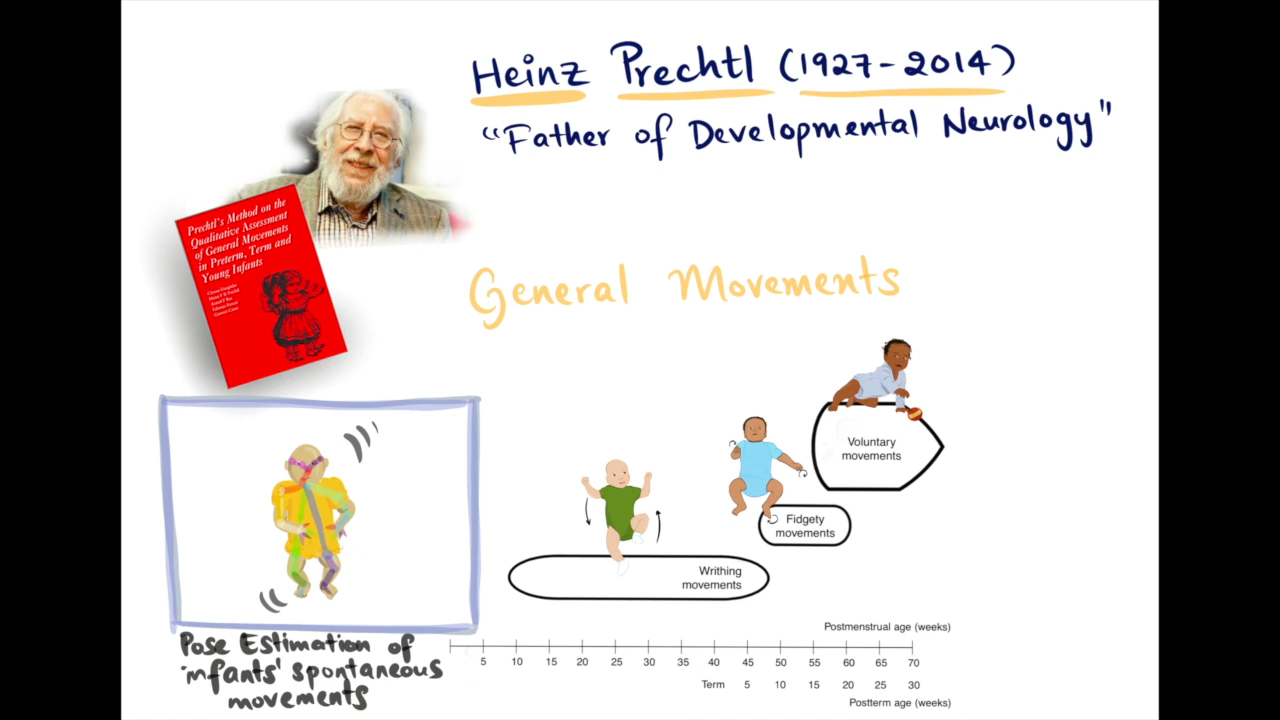 Heinz Prechtl (1927-2014)
"Father of Developmental Neurology"
Prechtl's Method on the
Qualitative Assessment
of General Movements
in Preterm, Term and
Young Infants
General Movements
Voluntary
movements
Fidgety
movements
Writhing
movements
Pose Estimation of
infants' spontaneous
movements
Postmenstrual age (weeks)
5 10 15 20 25 30 35 40 45 50 55 60 65 70
Term 5 10 15 20 25 30
Postterm age (weeks)